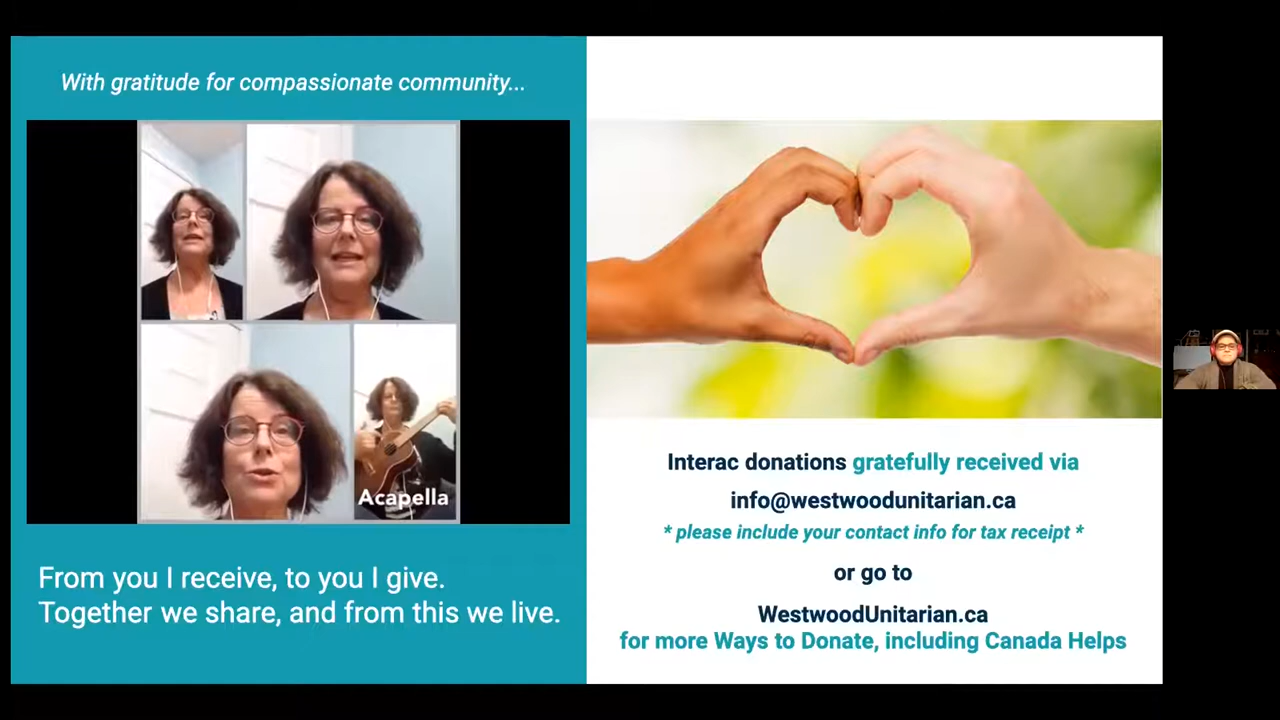 With gratitude for compassionate community...
Acapella
From you I receive, to you I give.
Together we share, and from this we live.
Interac donations gratefully received via
info@westwoodunitarian.ca
* please include your contact info for tax receipt *
or go to
WestwoodUnitarian.ca
for more Ways to Donate, including Canada Helps